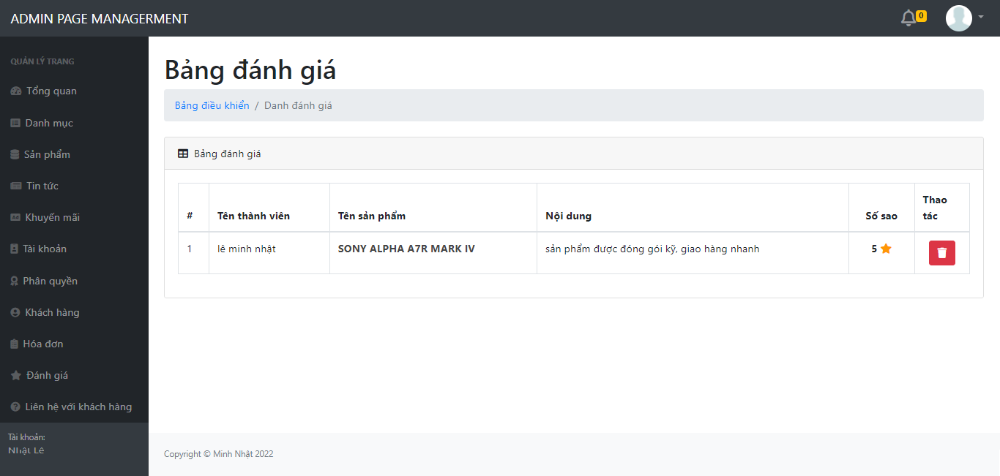 ADMIN PAGE MANAGERMENT
0
QUẢN LÝ TRANG
Tổng quan
Danh mục
Sản phẩm
Tin tức
Ad Khuyến mãi
Tài khoản
Phân quyền
Khách hàng
Hóa đơn
Đánh giá
Liên hệ với khách hàng
Tài khoản:
Nhật Lê
Bảng đánh giá
Bảng điều khiển / Danh đánh giá
Bảng đánh giá
# Tên thành viên Tên sản phẩm Nội dung Số sao Thao tác
1 lê minh nhật SONY ALPHA A7R MARK IV sản phẩm được đóng gói kỹ, giao hàng nhanh 5
Copyright © Minh Nhật 2022